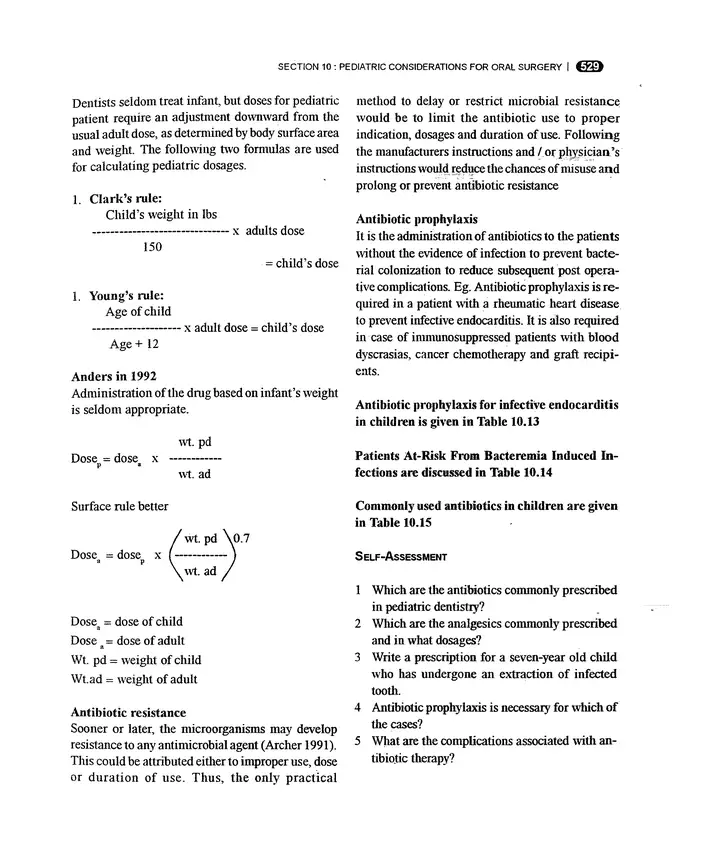 SECTION 10 : PEDIATRIC CONSIDERATIONS FOR ORAL SURGERY | 529
Dentists seldom treat infant, but doses for pediatric
patient require an adjustment downward from the
usual adult dose, as determined by body surface area
and weight. The following two formulas are used
for calculating pediatric dosages.
1. Clark's rule:
Child's weight in lbs
------------------------------- x adults dose
150
= child's dose
1. Young's rule:
Age of child
-------------------- x adult dose = child's dose
Age + 12
Anders in 1992
Administration of the drug based on infant's weight
is seldom appropriate.
wt. pd
Dosep = dosea x ------------
wt. ad
Surface rule better
wt. pd 0.7
Dosea = dosep x (------------)
wt. ad
Dosea = dose of child
Dose a = dose of adult
Wt. pd = weight of child
Wt.ad = weight of adult
Antibiotic resistance
Sooner or later, the microorganisms may develop
resistance to any antimicrobial agent (Archer 1991).
This could be attributed either to improper use, dose
or duration of use. Thus, the only practical
method to delay or restrict microbial resistance
would be to limit the antibiotic use to proper
indication, dosages and duration of use. Following
the manufacturers instructions and / or physician's
instructions would reduce the chances of misuse and
prolong or prevent antibiotic resistance
Antibiotic prophylaxis
It is the administration of antibiotics to the patients
without the evidence of infection to prevent bacte-
rial colonization to reduce subsequent post opera-
tive complications. Eg. Antibiotic prophylaxis is re-
quired in a patient with a rheumatic heart disease
to prevent infective endocarditis. It is also required
in case of immunosuppressed patients with blood
dyscrasias, cancer chemotherapy and graft recipi-
ents.
Antibiotic prophylaxis for infective endocarditis
in children is given in Table 10.13
Patients At-Risk From Bacteremia Induced In-
fections are discussed in Table 10.14
Commonly used antibiotics in children are given
in Table 10.15
SELF-ASSESSMENT
1 Which are the antibiotics commonly prescribed
in pediatric dentistry?
2 Which are the analgesics commonly prescribed
and in what dosages?
3 Write a prescription for a seven-year old child
who has undergone an extraction of infected
tooth.
4 Antibiotic prophylaxis is necessary for which of
the cases?
5 What are the complications associated with an-
tibiotic therapy?